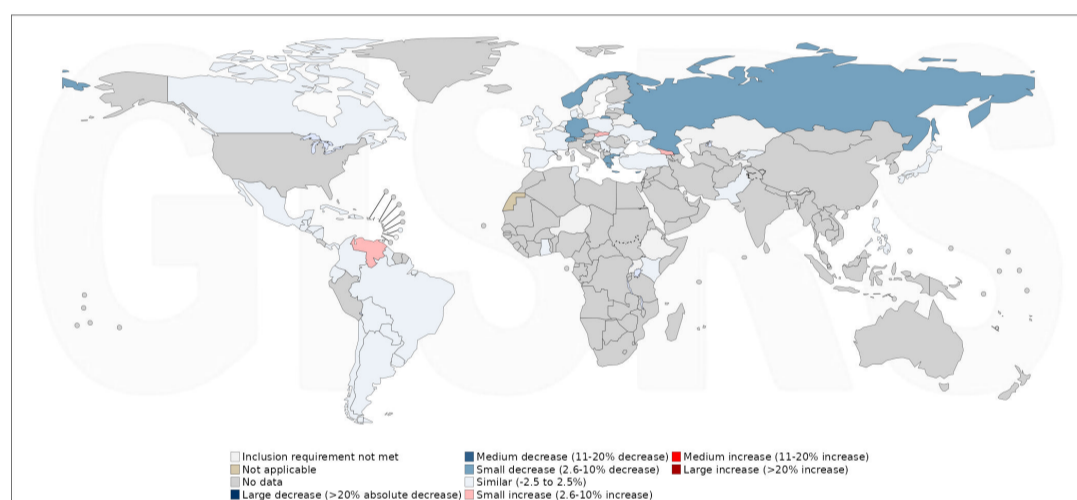 GISRS
Inclusion requirement not met
Not applicable
No data
Large decrease (>20% absolute decrease)
Medium decrease (11-20% decrease)
Small decrease (2.6-10% decrease)
Similar (-2.5 to 2.5%)
Small increase (2.6-10% increase)
Medium increase (11-20% increase)
Large increase (>20% increase)